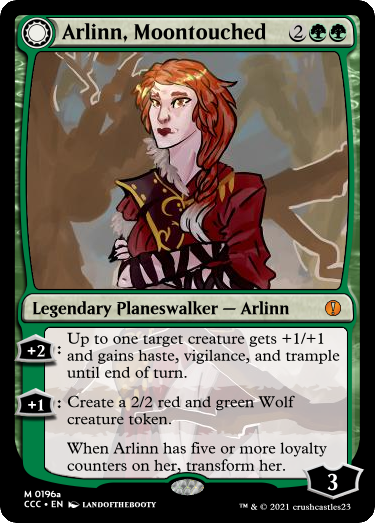 Arlinn, Moontouched 2
Legendary Planeswalker — Arlinn
+2: Up to one target creature gets +1/+1
and gains haste, vigilance, and trample
until end of turn.
+1: Create a 2/2 red and green Wolf
creature token.
When Arlinn has five or more loyalty
counters on her, transform her.
3
M 0196a
CCC • EN LANDOFTHEBOOTY
™ & © 2021 crushcastles23